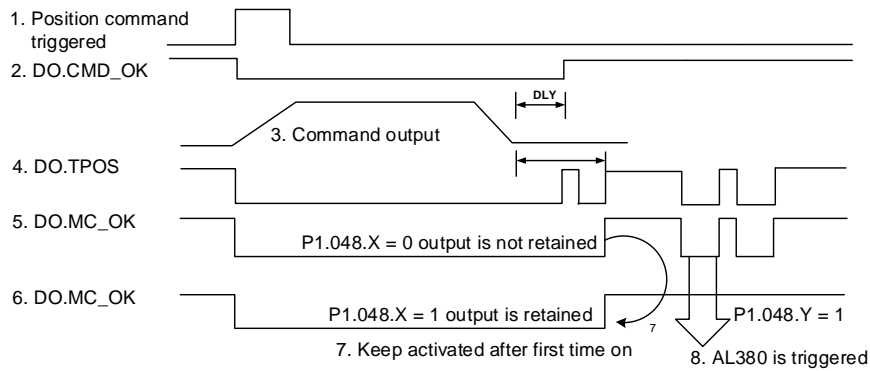 1. Position command
triggered
2. DO.CMD_OK
DLY
3. Command output
4. DO.TPOS
5. DO.MC_OK
P1.048.X = 0 output is not retained
6. DO.MC_OK
P1.048.X = 1 output is retained
7
P1.048.Y = 1
7. Keep activated after first time on
8. AL380 is triggered